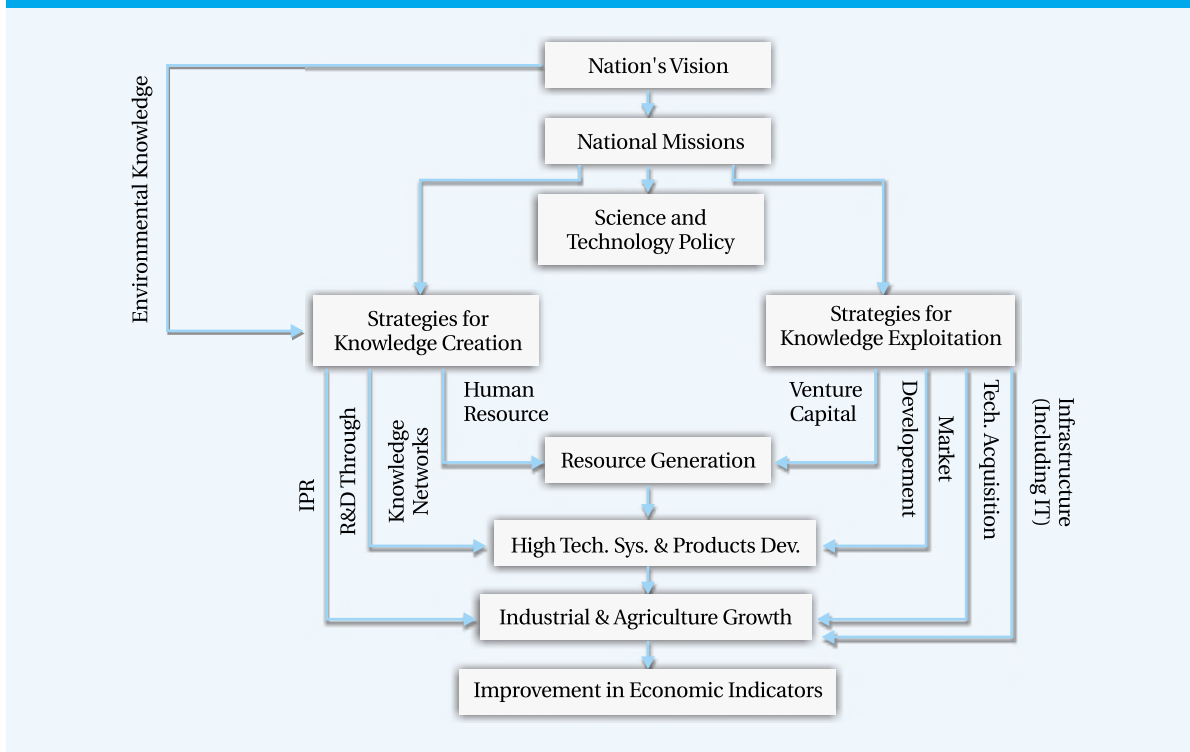 Nation's Vision
Environmental Knowledge
National Missions
Science and
Technology Policy
Strategies for
Knowledge Creation
Strategies for
Knowledge Exploitation
IPR
R&D Through
Knowledge
Networks
Human
Resource
Venture
Capital
Developement
Market
Tech. Acquisition
Infrastructure
(Including IT)
Resource Generation
High Tech. Sys. & Products Dev.
Industrial & Agriculture Growth
Improvement in Economic Indicators